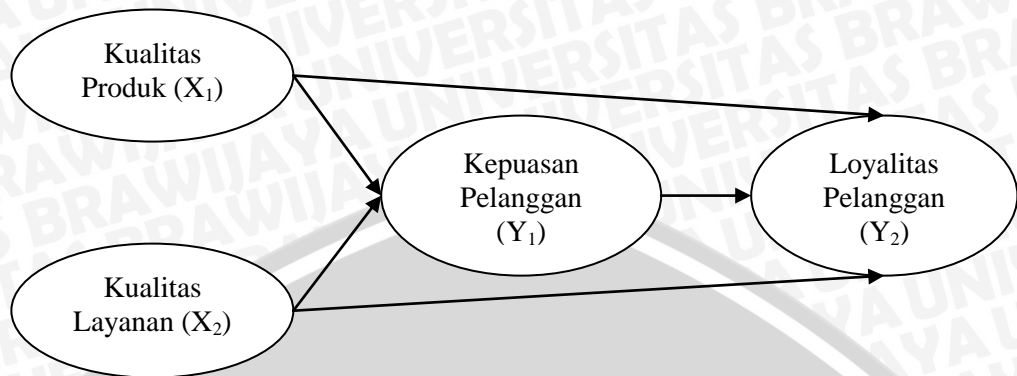 Kualitas
Produk (X₁)
Kepuasan
Pelanggan
(Y₁)
Loyalitas
Pelanggan
(Y₂)
Kualitas
Layanan (X₂)